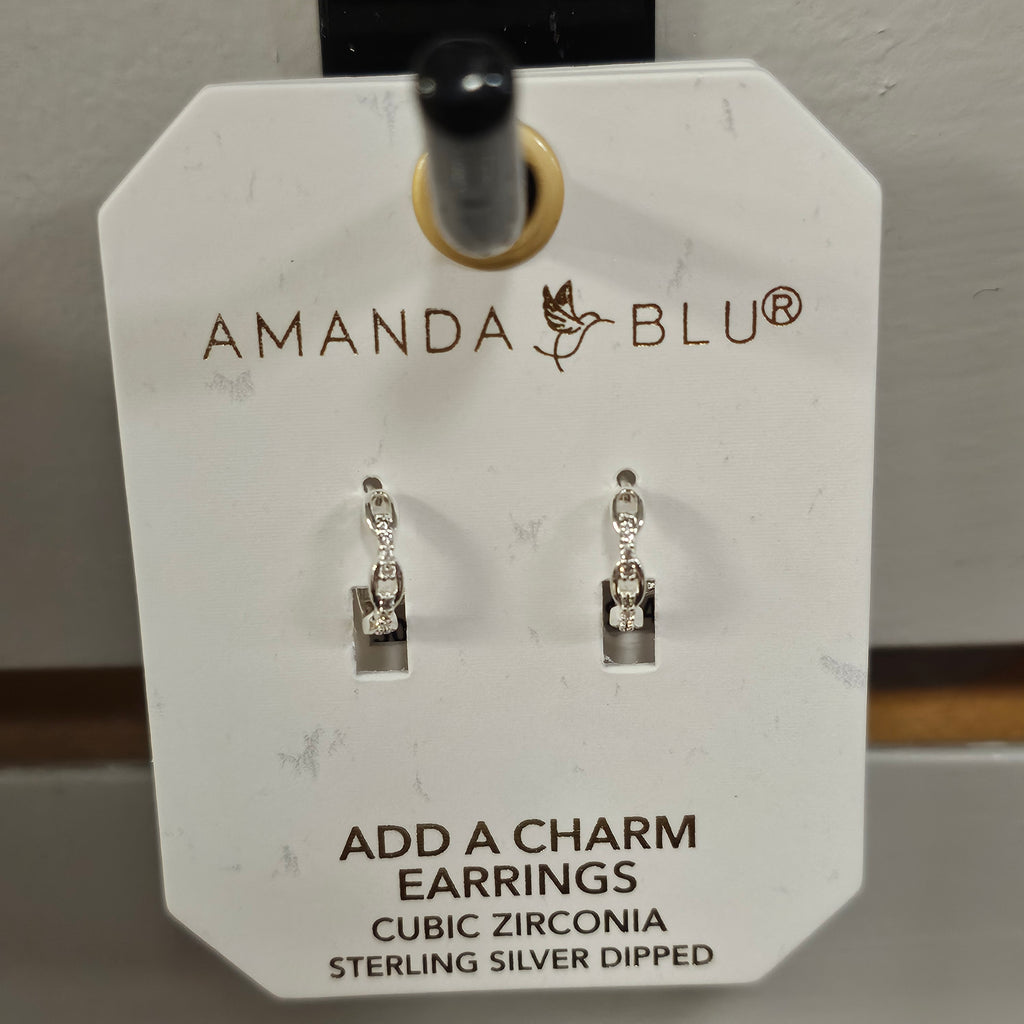 AMANDA BLU®
ADD A CHARM
EARRINGS
CUBIC ZIRCONIA
STERLING SILVER DIPPED